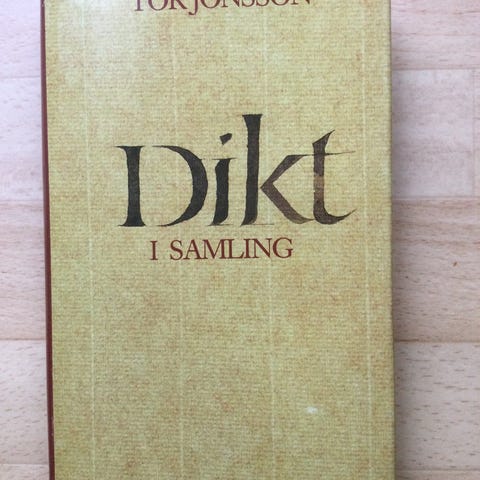 TOR JONSSON
Dikt
I SAMLING